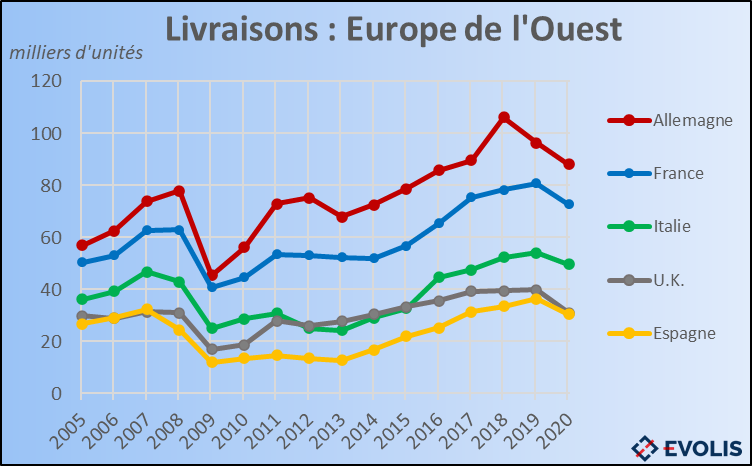 Livraisons : Europe de l'Ouest
milliers d'unités
120
100
80
60
40
20
0
2005 2006 2007 2008 2009 2010 2011 2012 2013 2014 2015 2016 2017 2018 2019 2020
Allemagne
France
Italie
U.K.
Espagne
EVOLIS